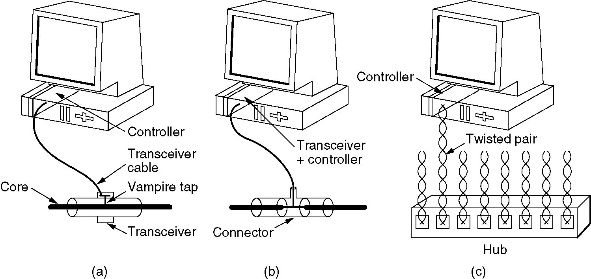 Controller
Transceiver
cable
Vampire tap
Core
Transceiver
(a)
Transceiver
+ controller
Connector
(b)
Controller
Twisted pair
Hub
(c)